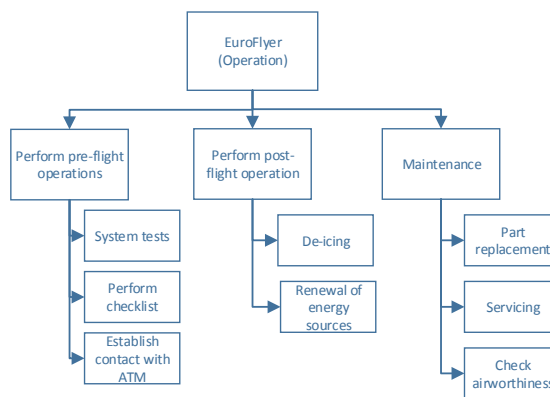 EuroFlyer
(Operation)
Perform pre-flight
operations
Perform post-
flight operation
Maintenance
System tests
Perform
checklist
Establish
contact with
ATM
De-icing
Renewal of
energy
sources
Part
replacement
Servicing
Check
airworthiness